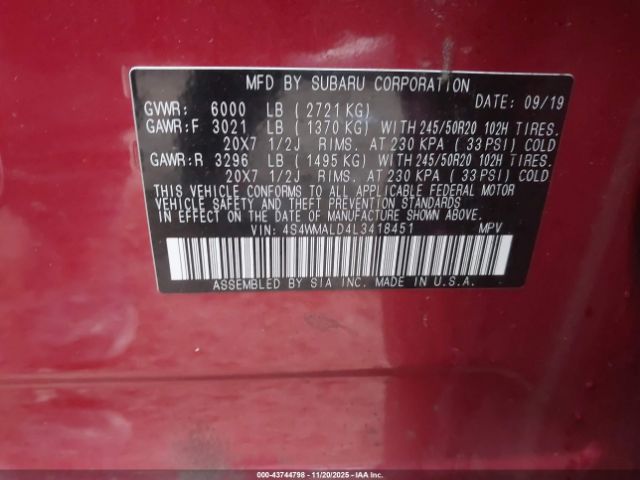 MFD BY SUBARU CORPORATION
DATE: 09/19
GVWR: 6000 LB ( 2721 KG)
GAWR:F 3021 LB ( 1370 KG) WITH 245/50R20 102H TIRES.
20X7 1/2J RIMS. AT 230 KPA ( 33 PSI) COLD
GAWR:R 3296 LB ( 1495 KG) WITH 245/50R20 102H TIRES.
20X7 1/2J RIMS. AT 230 KPA ( 33 PSI) COLD
THIS VEHICLE CONFORMS TO ALL APPLICABLE FEDERAL MOTOR
VEHICLE SAFETY AND THEFT PREVENTION STANDARDS
IN EFFECT ON THE DATE OF MANUFACTURE SHOWN ABOVE.
VIN: 4S4WMALD4L3418451 MPV
ASSEMBLED BY SIA INC. MADE IN U.S.A.
000-43744798 - 11/20/2025 - IAA Inc.